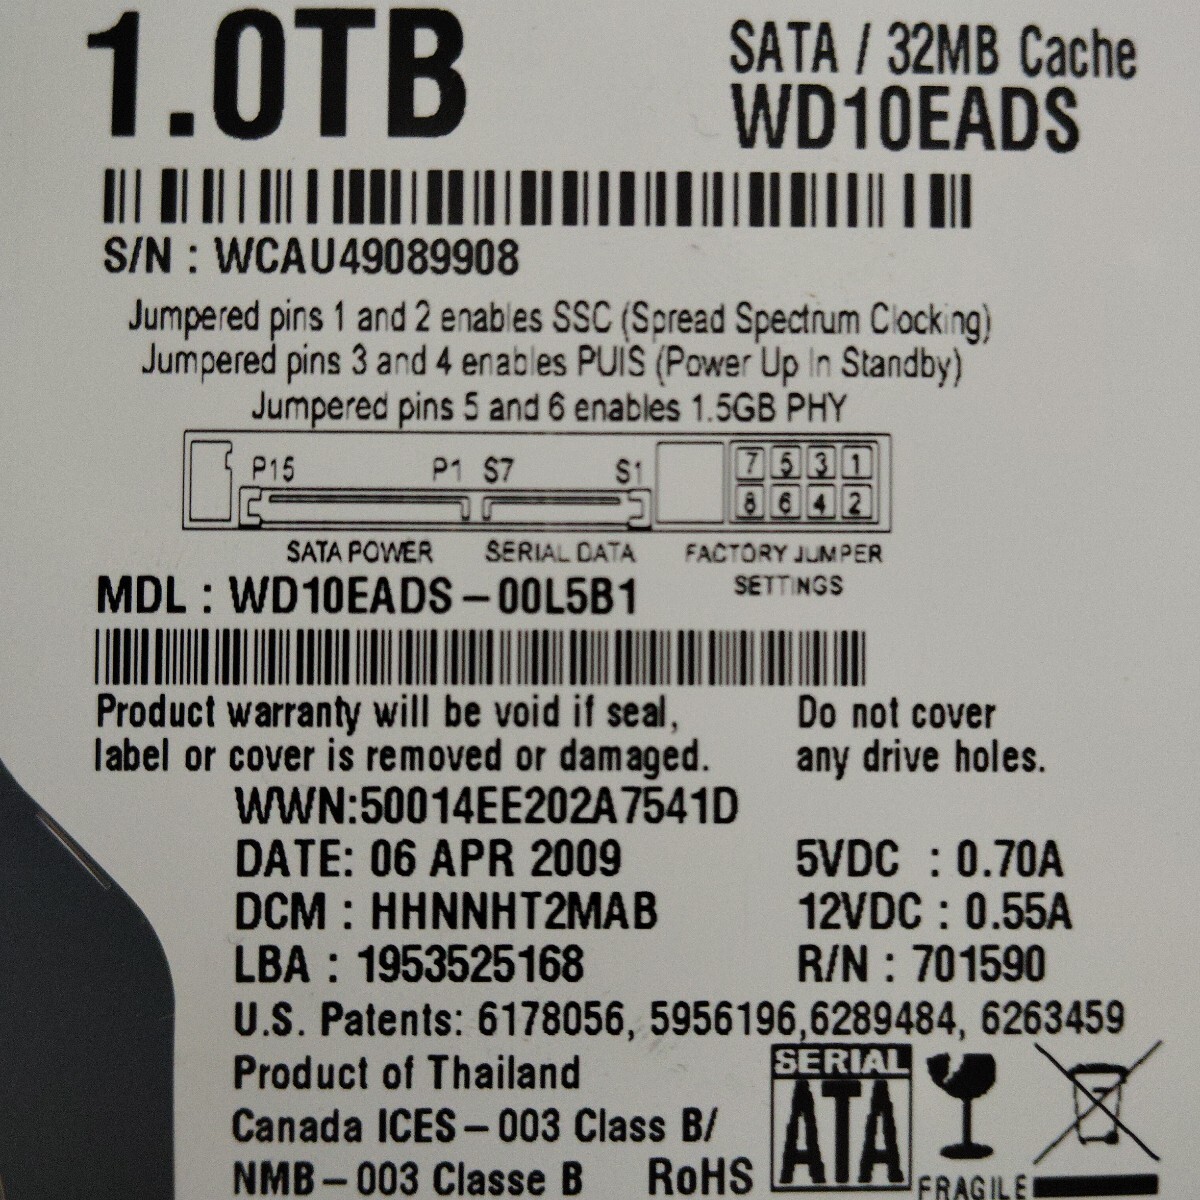 1.0TB
SATA / 32MB Cache
WD10EADS
S/N : WCAU49089908
Jumpered pins 1 and 2 enables SSC (Spread Spectrum Clocking)
Jumpered pins 3 and 4 enables PUIS (Power Up In Standby)
Jumpered pins 5 and 6 enables 1.5GB PHY
P15 P1 S7 S1 7 5 3 1
8 6 4 2
SATA POWER SERIAL DATA FACTORY JUMPER
SETTINGS
MDL : WD10EADS-00L5B1
Product warranty will be void if seal, Do not cover
label or cover is removed or damaged. any drive holes.
WWN:50014EE202A7541D
DATE: 06 APR 2009 5VDC : 0.70A
DCM : HHNNHT2MAB 12VDC : 0.55A
LBA : 1953525168 R/N : 701590
U.S. Patents: 6178056, 5956196,6289484, 6263459
Product of Thailand SERIAL
Canada ICES-003 Class B/ ATA
NMB-003 Classe B RoHS FRAGILE